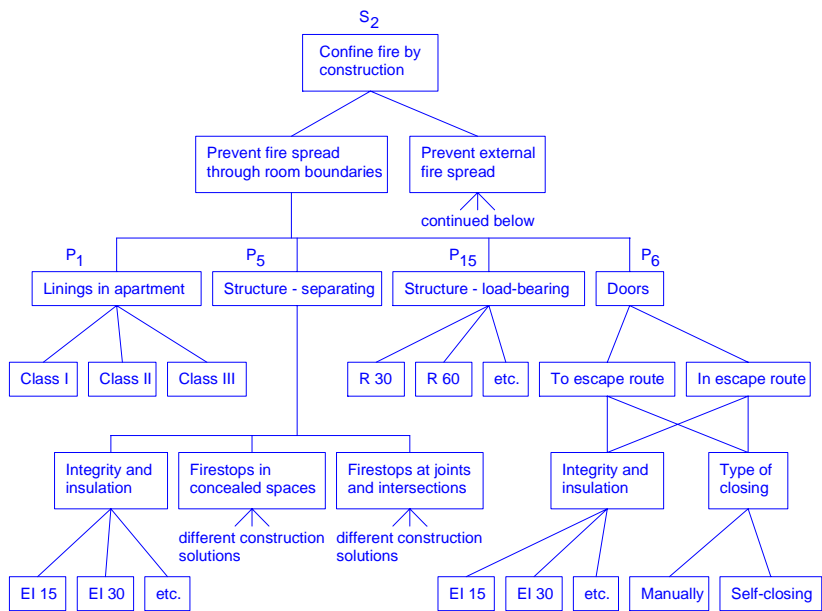 S2
Confine fire by
construction
Prevent fire spread
through room boundaries
Prevent external
fire spread
continued below
P1
P5
P15
P6
Linings in apartment
Structure - separating
Structure - load-bearing
Doors
Class I
Class II
Class III
R 30
R 60
etc.
To escape route
In escape route
Integrity and
insulation
Firestops in
concealed spaces
Firestops at joints
and intersections
Integrity and
insulation
Type of
closing
different construction
solutions
different construction
solutions
EI 15
EI 30
etc.
EI 15
EI 30
etc.
Manually
Self-closing